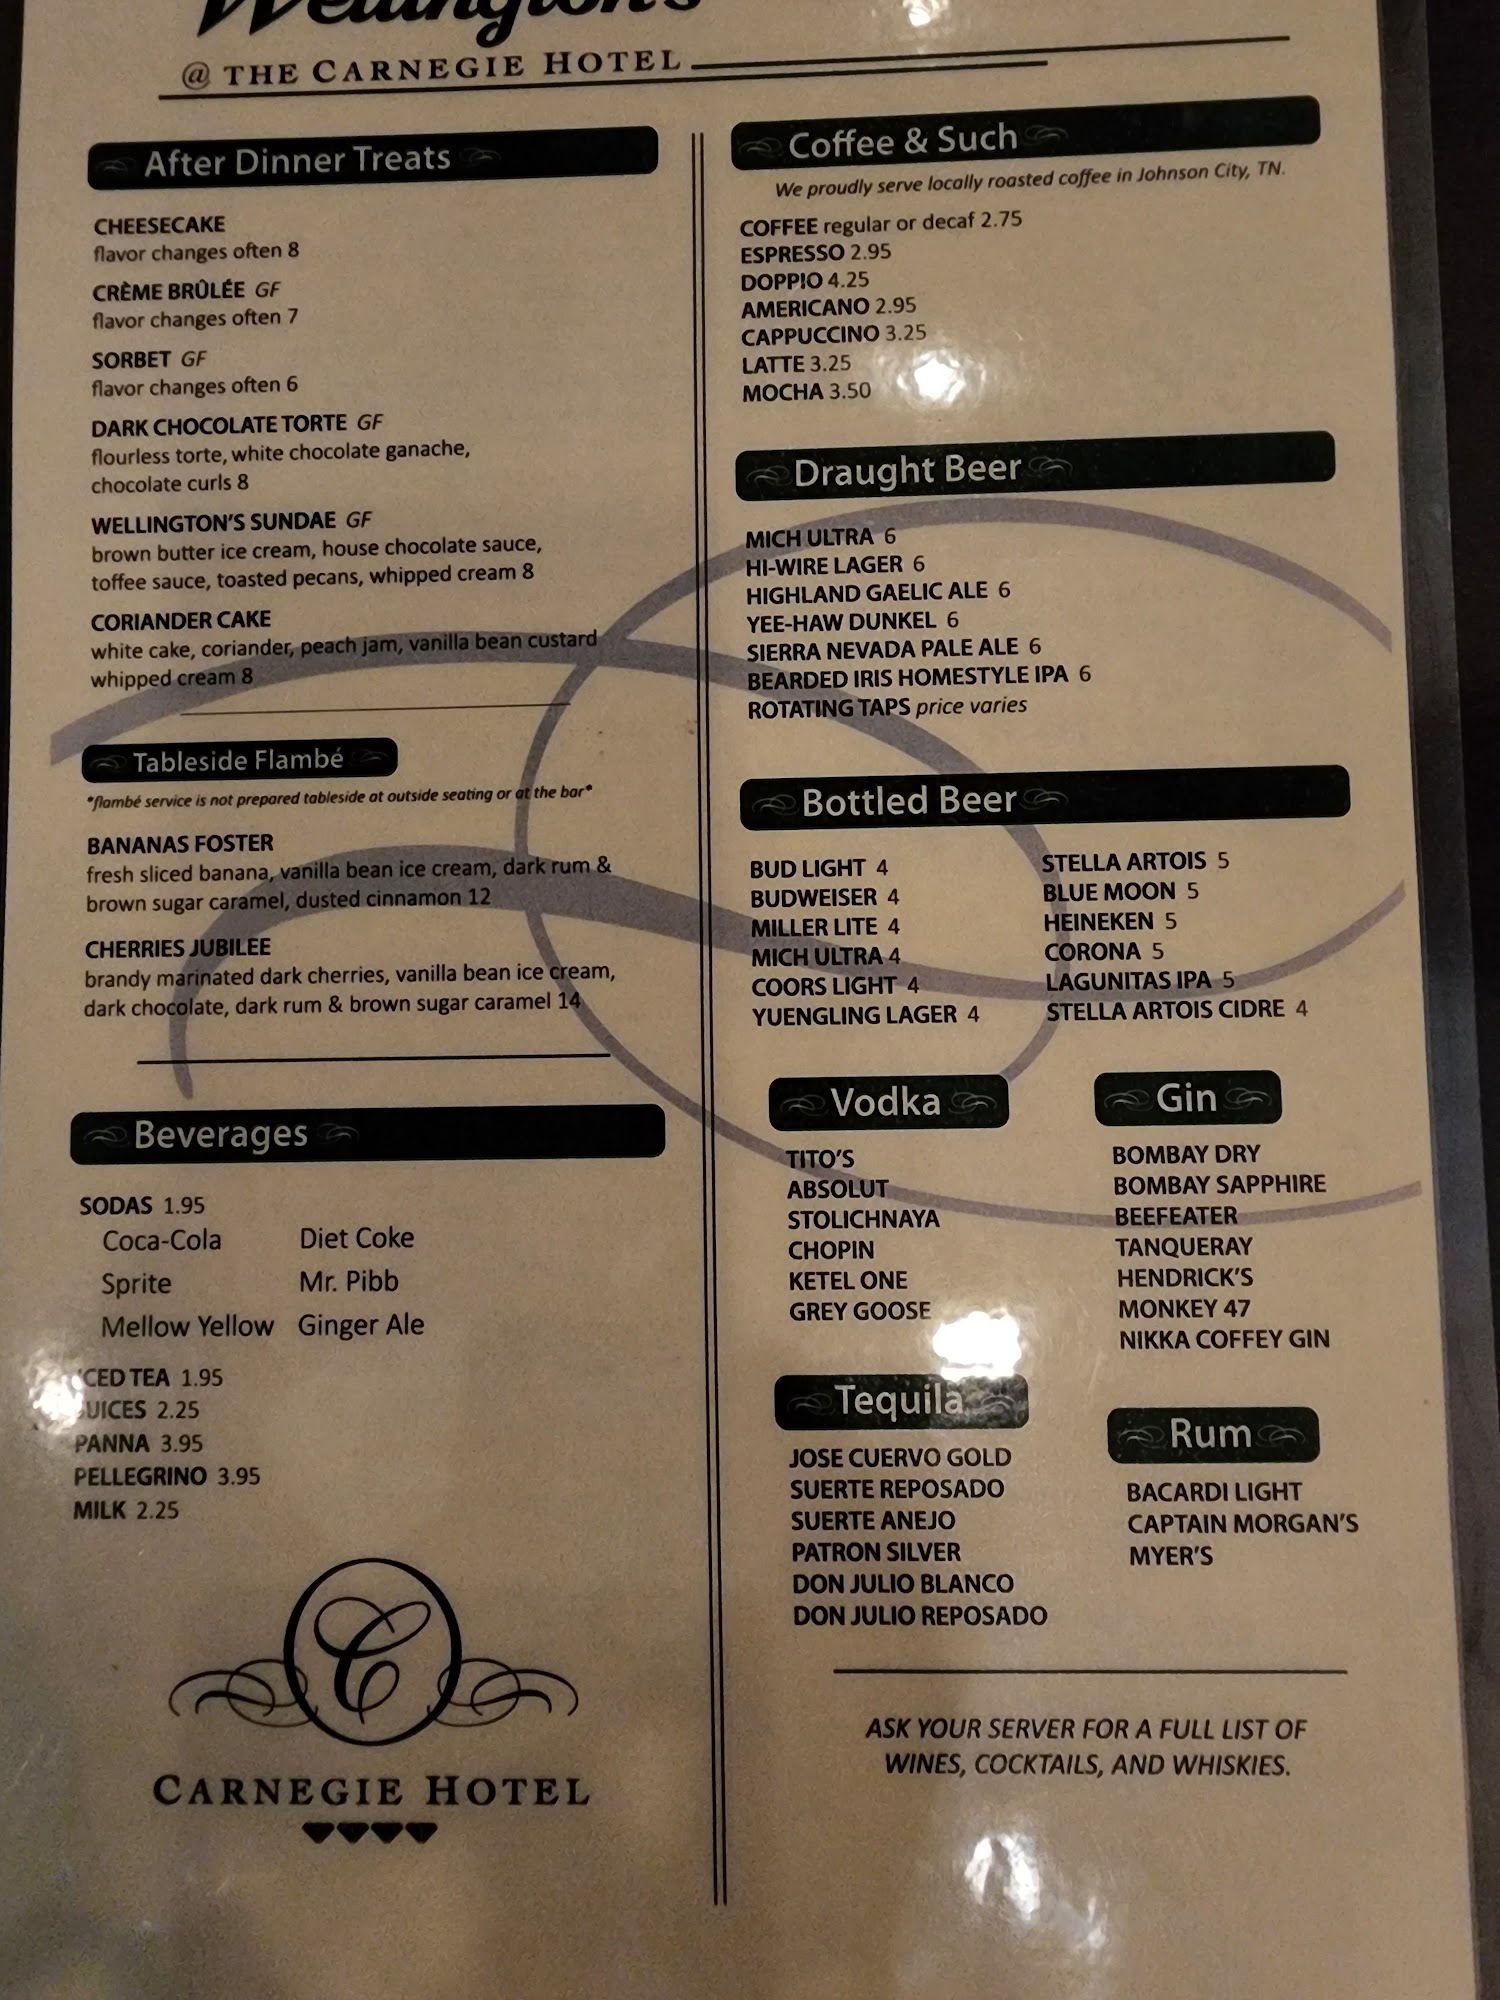 Wellington's
@ THE CARNEGIE HOTEL
After Dinner Treats
CHEESECAKE
flavor changes often 8
CRÈME BRÛLÉE GF
flavor changes often 7
SORBET GF
flavor changes often 6
DARK CHOCOLATE TORTE GF
flourless torte, white chocolate ganache,
chocolate curls 8
WELLINGTON'S SUNDAE GF
brown butter ice cream, house chocolate sauce,
toffee sauce, toasted pecans, whipped cream 8
CORIANDER CAKE
white cake, coriander, peach jam, vanilla bean custard
whipped cream 8
Tableside Flambé
*flambé service is not prepared tableside at outside seating or at the bar*
BANANAS FOSTER
fresh sliced banana, vanilla bean ice cream, dark rum &
brown sugar caramel, dusted cinnamon 12
CHERRIES JUBILEE
brandy marinated dark cherries, vanilla bean ice cream,
dark chocolate, dark rum & brown sugar caramel 14
Beverages
SODAS 1.95
Coca-Cola Diet Coke
Sprite Mr. Pibb
Mellow Yellow Ginger Ale
ICED TEA 1.95
JUICES 2.25
PANNA 3.95
PELLEGRINO 3.95
MILK 2.25
C
CARNEGIE HOTEL
Coffee & Such
We proudly serve locally roasted coffee in Johnson City, TN.
COFFEE regular or decaf 2.75
ESPRESSO 2.95
DOPPIO 4.25
AMERICANO 2.95
CAPPUCCINO 3.25
LATTE 3.25
MOCHA 3.50
Draught Beer
MICH ULTRA 6
HI-WIRE LAGER 6
HIGHLAND GAELIC ALE 6
YEE-HAW DUNKEL 6
SIERRA NEVADA PALE ALE 6
BEARDED IRIS HOMESTYLE IPA 6
ROTATING TAPS price varies
Bottled Beer
BUD LIGHT 4
BUDWEISER 4
MILLER LITE 4
MICH ULTRA 4
COORS LIGHT 4
YUENGLING LAGER 4
STELLA ARTOIS 5
BLUE MOON 5
HEINEKEN 5
CORONA 5
LAGUNITAS IPA 5
STELLA ARTOIS CIDRE 4
Vodka
TITO'S
ABSOLUT
STOLICHNAYA
CHOPIN
KETEL ONE
GREY GOOSE
Gin
BOMBAY DRY
BOMBAY SAPPHIRE
BEEFEATER
TANQUERAY
HENDRICK'S
MONKEY 47
NIKKA COFFEY GIN
Tequila
JOSE CUERVO GOLD
SUERTE REPOSADO
SUERTE ANEJO
PATRON SILVER
DON JULIO BLANCO
DON JULIO REPOSADO
Rum
BACARDI LIGHT
CAPTAIN MORGAN'S
MYER'S
ASK YOUR SERVER FOR A FULL LIST OF
WINES, COCKTAILS, AND WHISKIES.